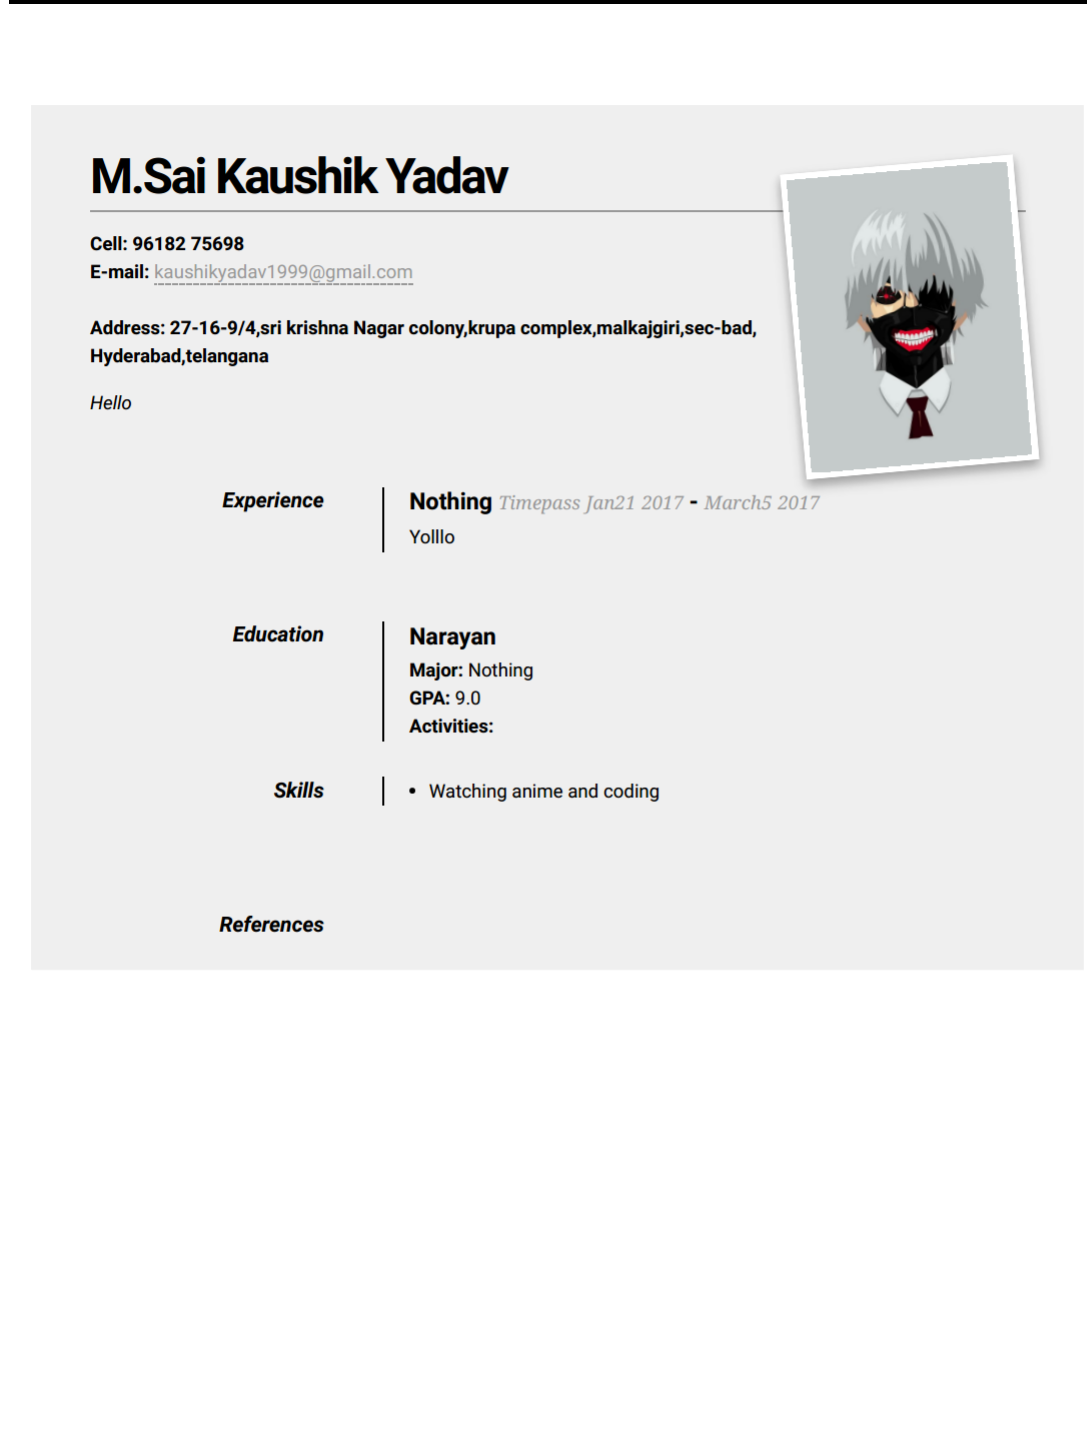 M.Sai Kaushik Yadav
Cell: 96182 75698
E-mail: kaushikyadav1999@gmail.com
Address: 27-16-9/4,sri krishna Nagar colony,krupa complex,malkajgiri,sec-bad,
Hyderabad,telangana
Hello
Experience
Nothing Timepass Jan21 2017 - March5 2017
Yolllo
Education
Narayan
Major: Nothing
GPA: 9.0
Activities:
Skills
• Watching anime and coding
References